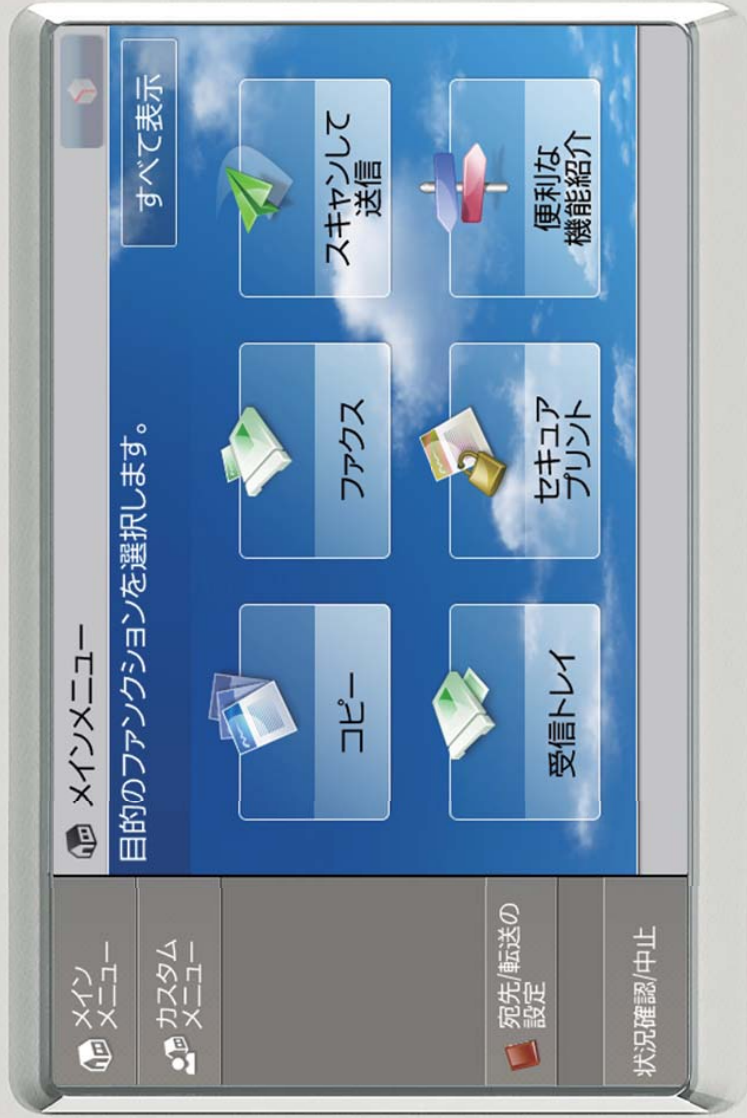 メイン
メニュー
カスタム
メニュー
宛先/転送の
設定
状況確認/中止
メインメニュー
目的のファンクションを選択します。
すべて表示
コピー
ファクス
スキャンして
送信
受信トレイ
セキュア
プリント
便利な
機能紹介